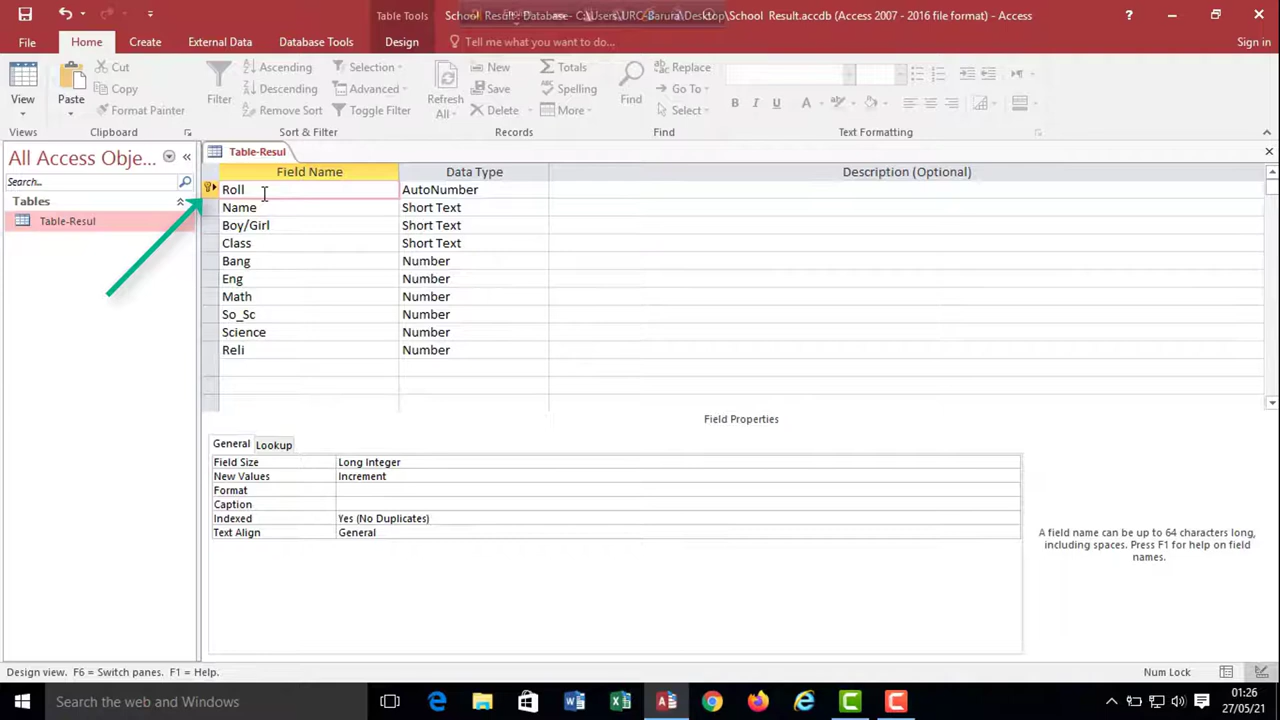 Table Tools
School Result: Database- C:\Users\URC-Barura\Desktop\School Result.accdb (Access 2007 - 2016 file format) - Access
?
File Home Create External Data Database Tools Design Tell me what you want to do... Sign in
View
Views
Paste
Cut
Copy
Format Painter
Clipboard
Filter
Ascending
Descending
Remove Sort
Selection
Advanced
Toggle Filter
Sort & Filter
Refresh
All
New
Save
Delete
Totals
Spelling
More
Records
Find
Replace
Go To
Select
Find
B I U A
Text Formatting
All Access Obje...
Search...
Tables
Table-Resul
Table-Resul
Field Name Data Type Description (Optional)
Roll AutoNumber
Name Short Text
Boy/Girl Short Text
Class Short Text
Bang Number
Eng Number
Math Number
So_Sc Number
Science Number
Reli Number
Field Properties
General Lookup
Field Size Long Integer
New Values Increment
Format
Caption
Indexed Yes (No Duplicates)
Text Align General
A field name can be up to 64 characters long,
including spaces. Press F1 for help on field
names.
Design view. F6 = Switch panes. F1 = Help. Num Lock
Search the web and Windows
01:26
27/05/21